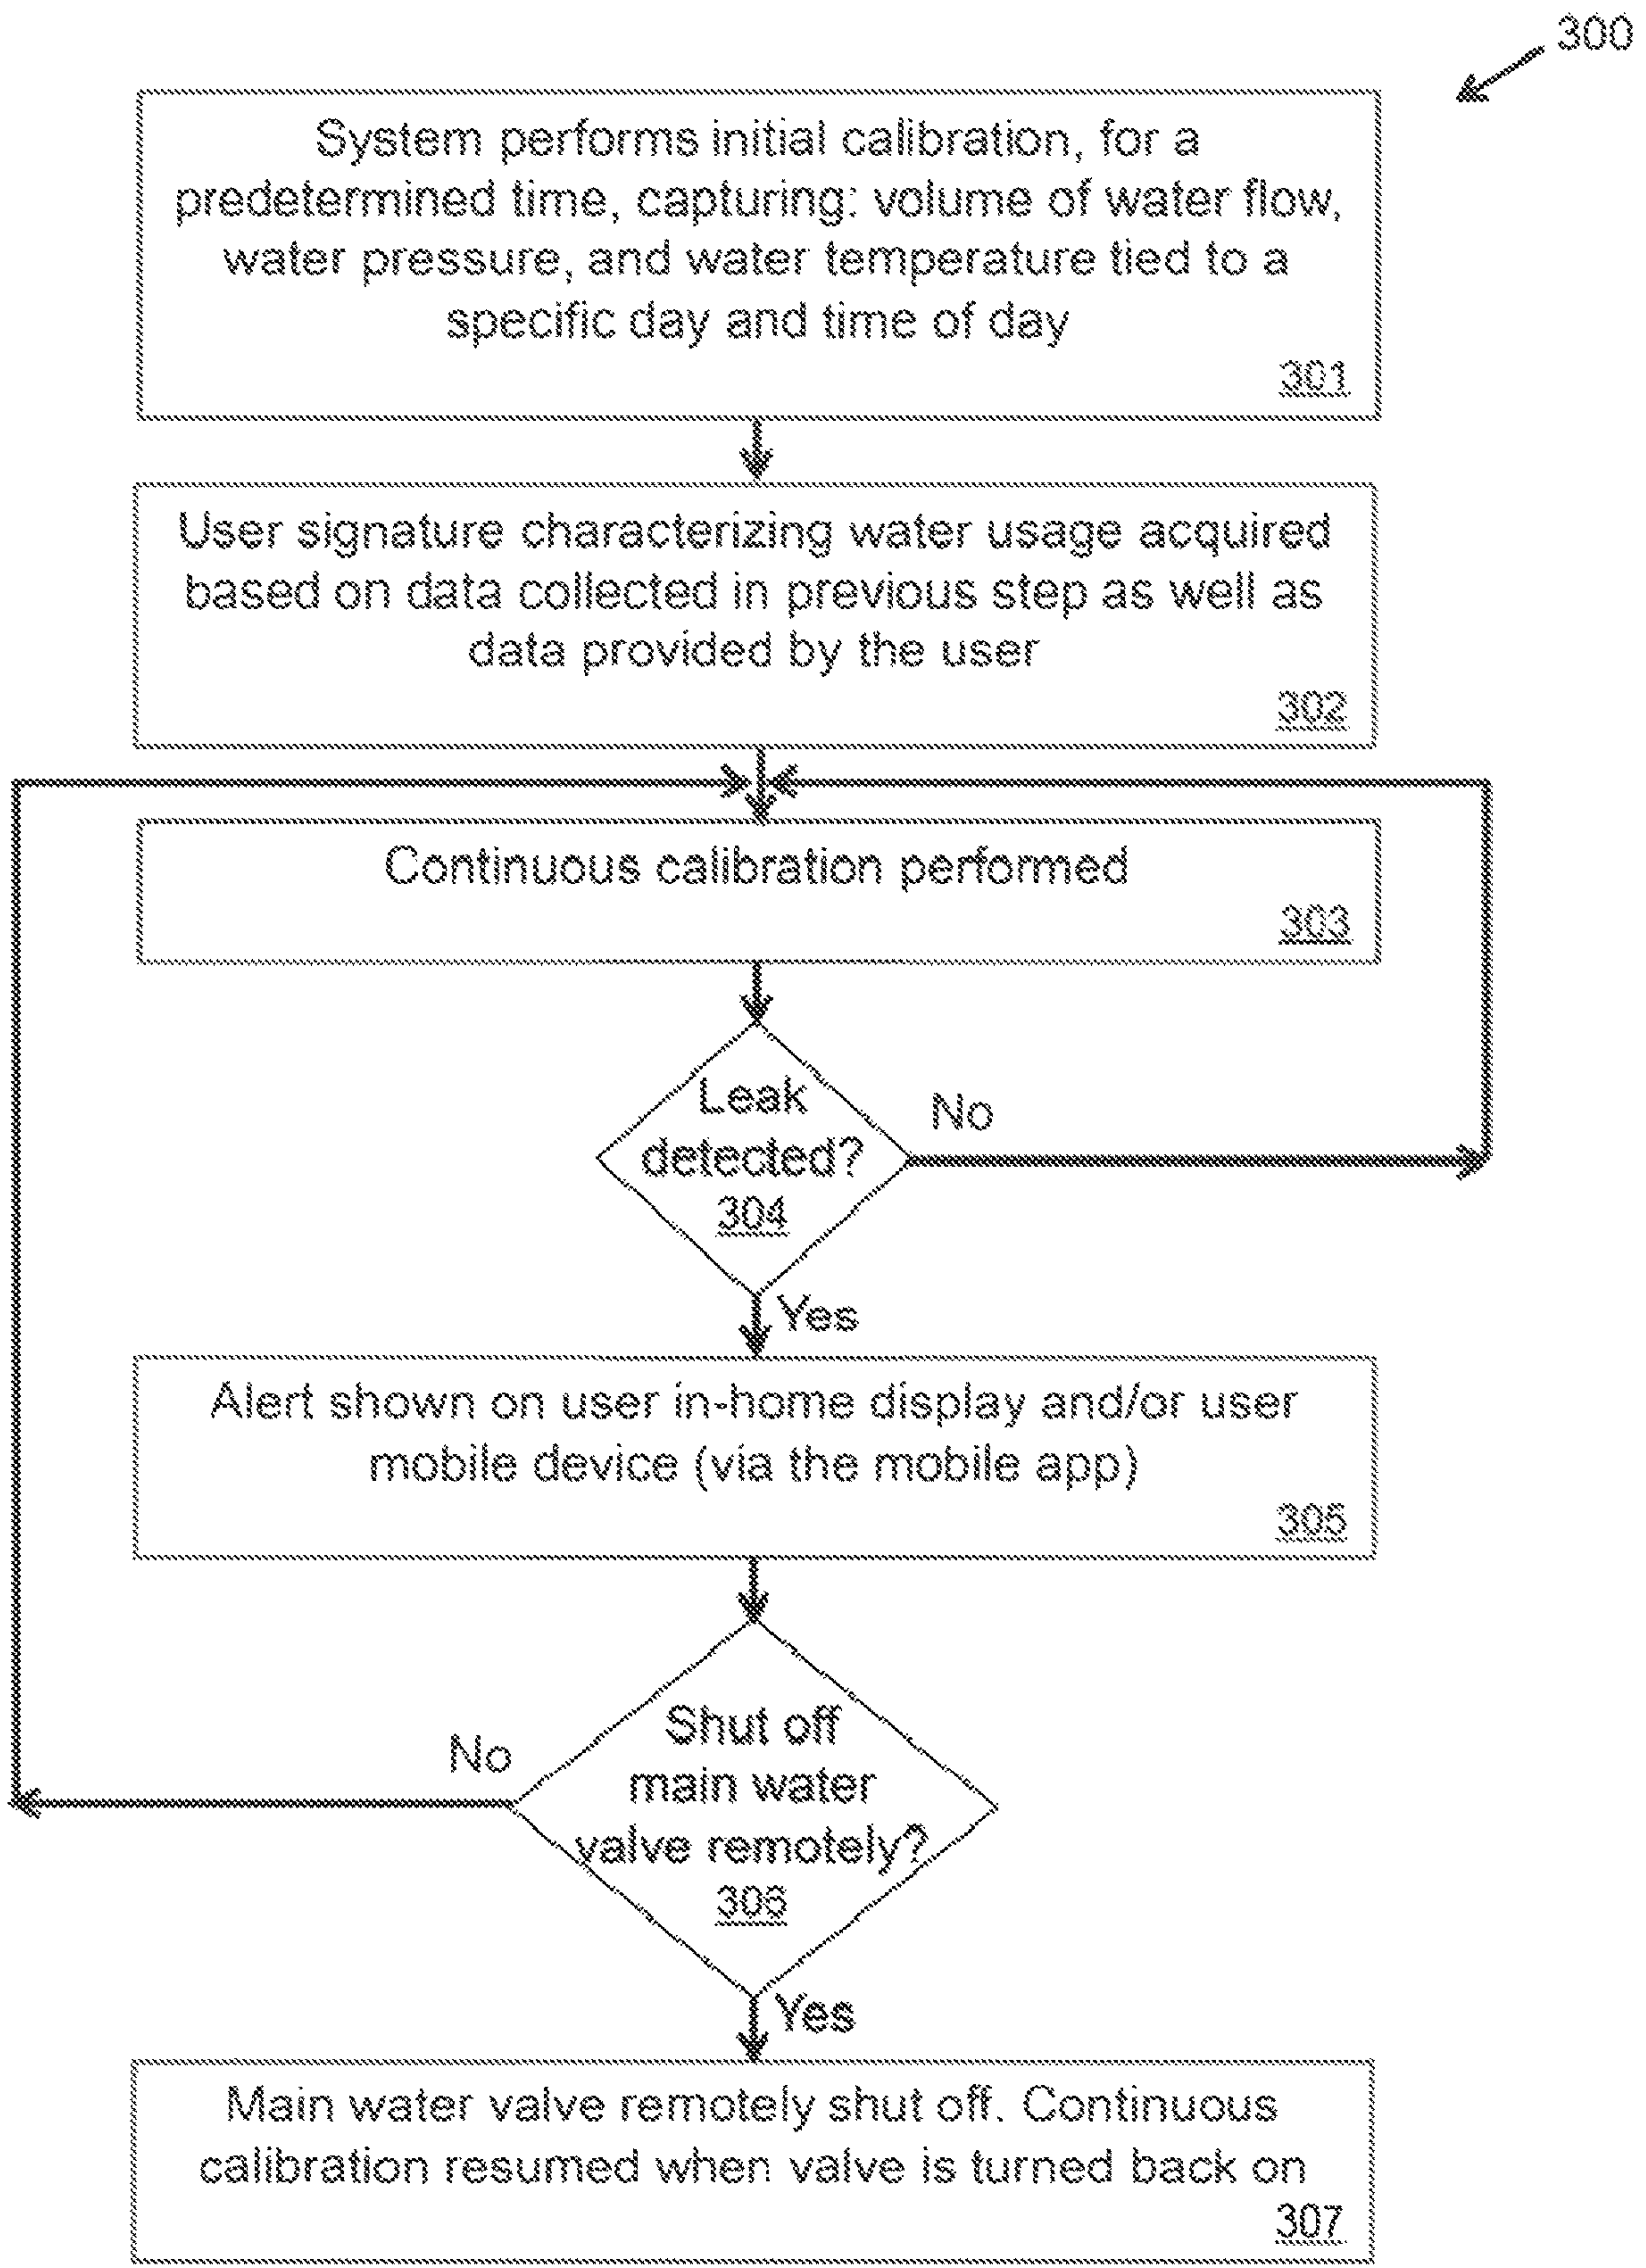 300
System performs initial calibration, for a
predetermined time, capturing: volume of water flow,
water pressure, and water temperature tied to a
specific day and time of day
301
User signature characterizing water usage acquired
based on data collected in previous step as well as
data provided by the user
302
Continuous calibration performed
303
Leak
detected?
304
No
Yes
Alert shown on user in-home display and/or user
mobile device (via the mobile app)
305
Shut off
main water
valve remotely?
306
No
Yes
Main water valve remotely shut off. Continuous
calibration resumed when valve is turned back on
307